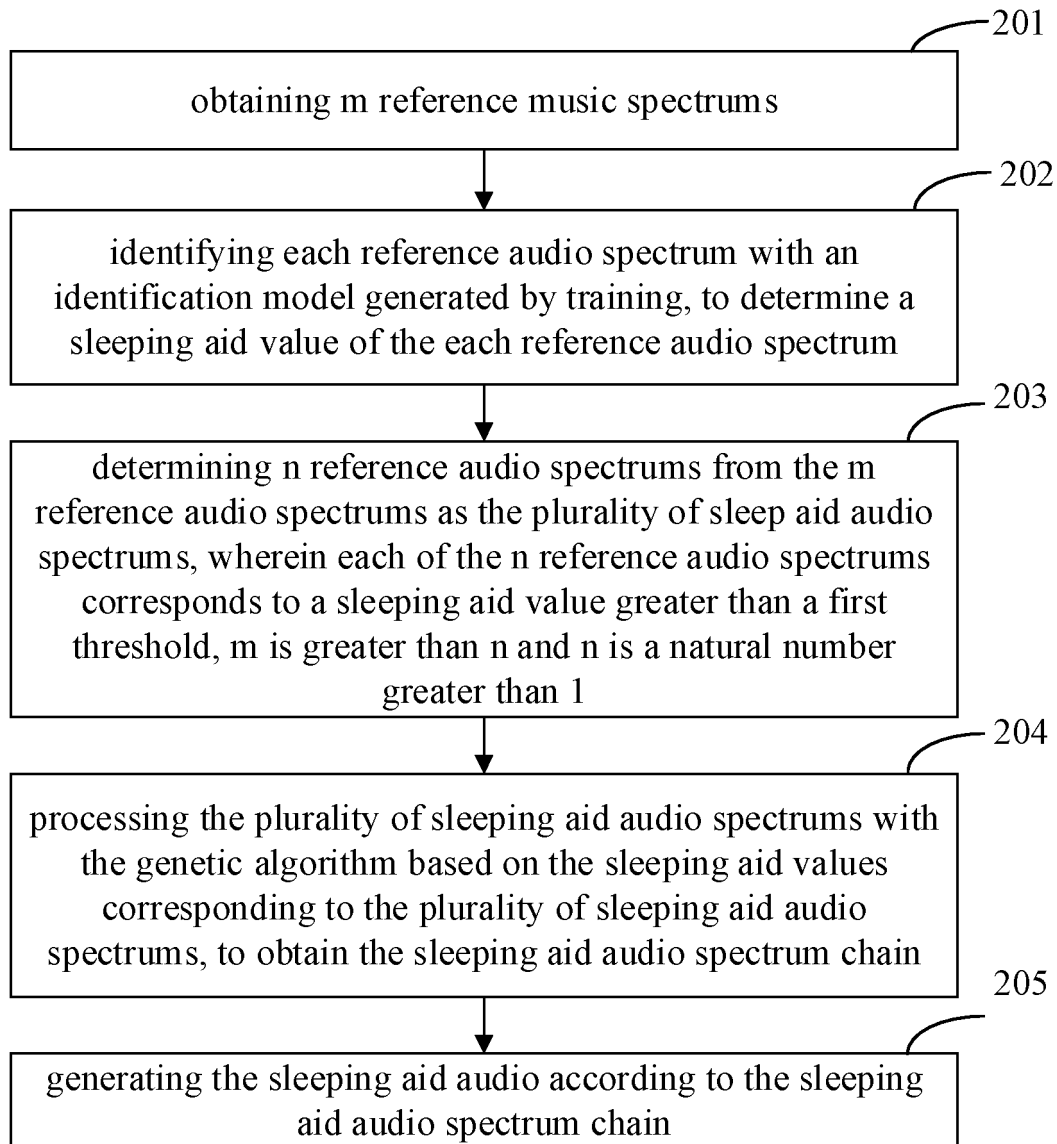 201
obtaining m reference music spectrums
202
identifying each reference audio spectrum with an
identification model generated by training, to determine a
sleeping aid value of the each reference audio spectrum
203
determining n reference audio spectrums from the m
reference audio spectrums as the plurality of sleep aid audio
spectrums, wherein each of the n reference audio spectrums
corresponds to a sleeping aid value greater than a first
threshold, m is greater than n and n is a natural number
greater than 1
204
processing the plurality of sleeping aid audio spectrums with
the genetic algorithm based on the sleeping aid values
corresponding to the plurality of sleeping aid audio
spectrums, to obtain the sleeping aid audio spectrum chain
205
generating the sleeping aid audio according to the sleeping
aid audio spectrum chain